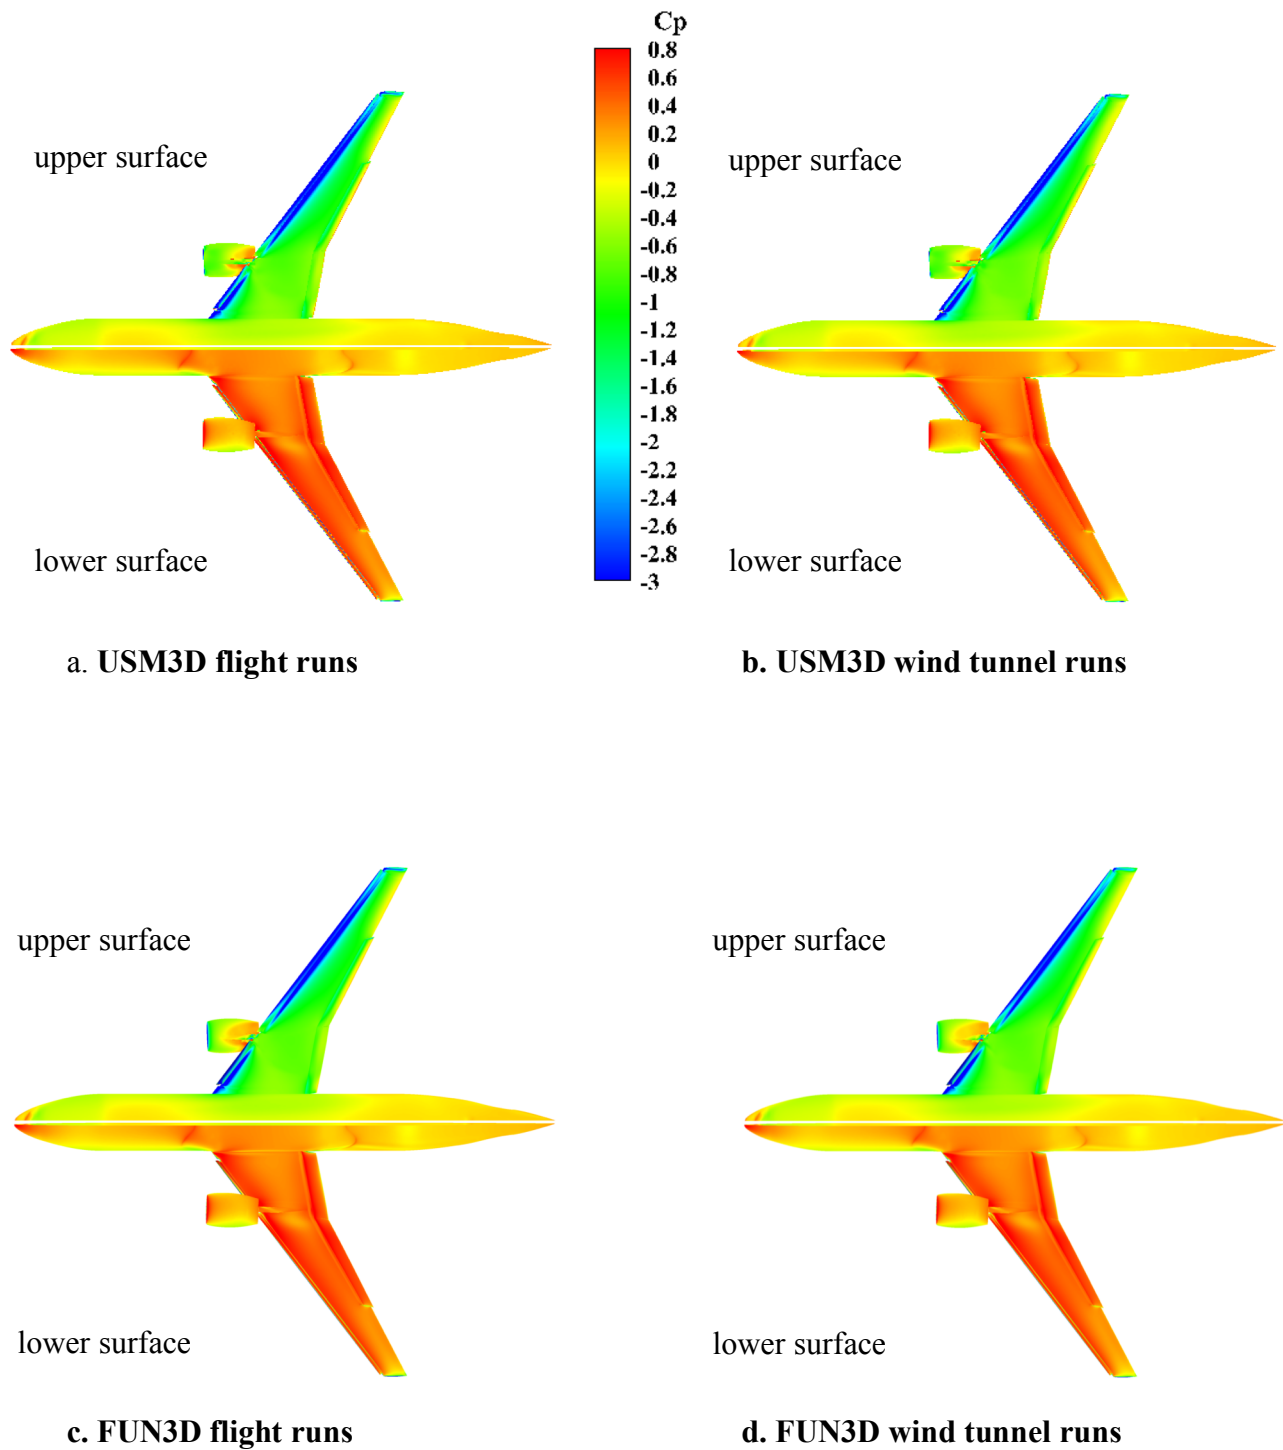 Cp
0.8
0.6
0.4
0.2
0
-0.2
-0.4
-0.6
-0.8
-1
-1.2
-1.4
-1.6
-1.8
-2
-2.2
-2.4
-2.6
-2.8
-3
upper surface
lower surface
a. USM3D flight runs
upper surface
lower surface
b. USM3D wind tunnel runs
upper surface
lower surface
c. FUN3D flight runs
upper surface
lower surface
d. FUN3D wind tunnel runs